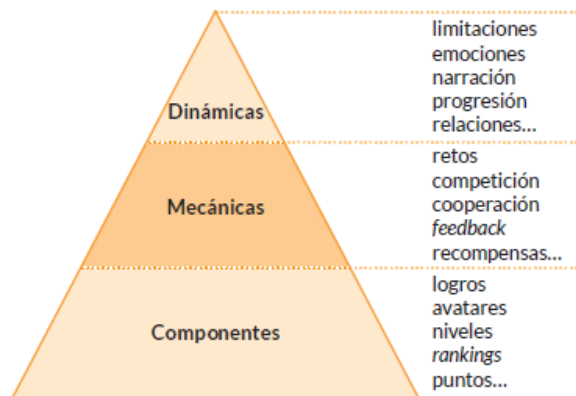 limitaciones
emociones
narración
progresión
relaciones...
Dinámicas
retos
competición
cooperación
feedback
recompensas...
Mecánicas
logros
avatares
niveles
rankings
puntos...
Componentes